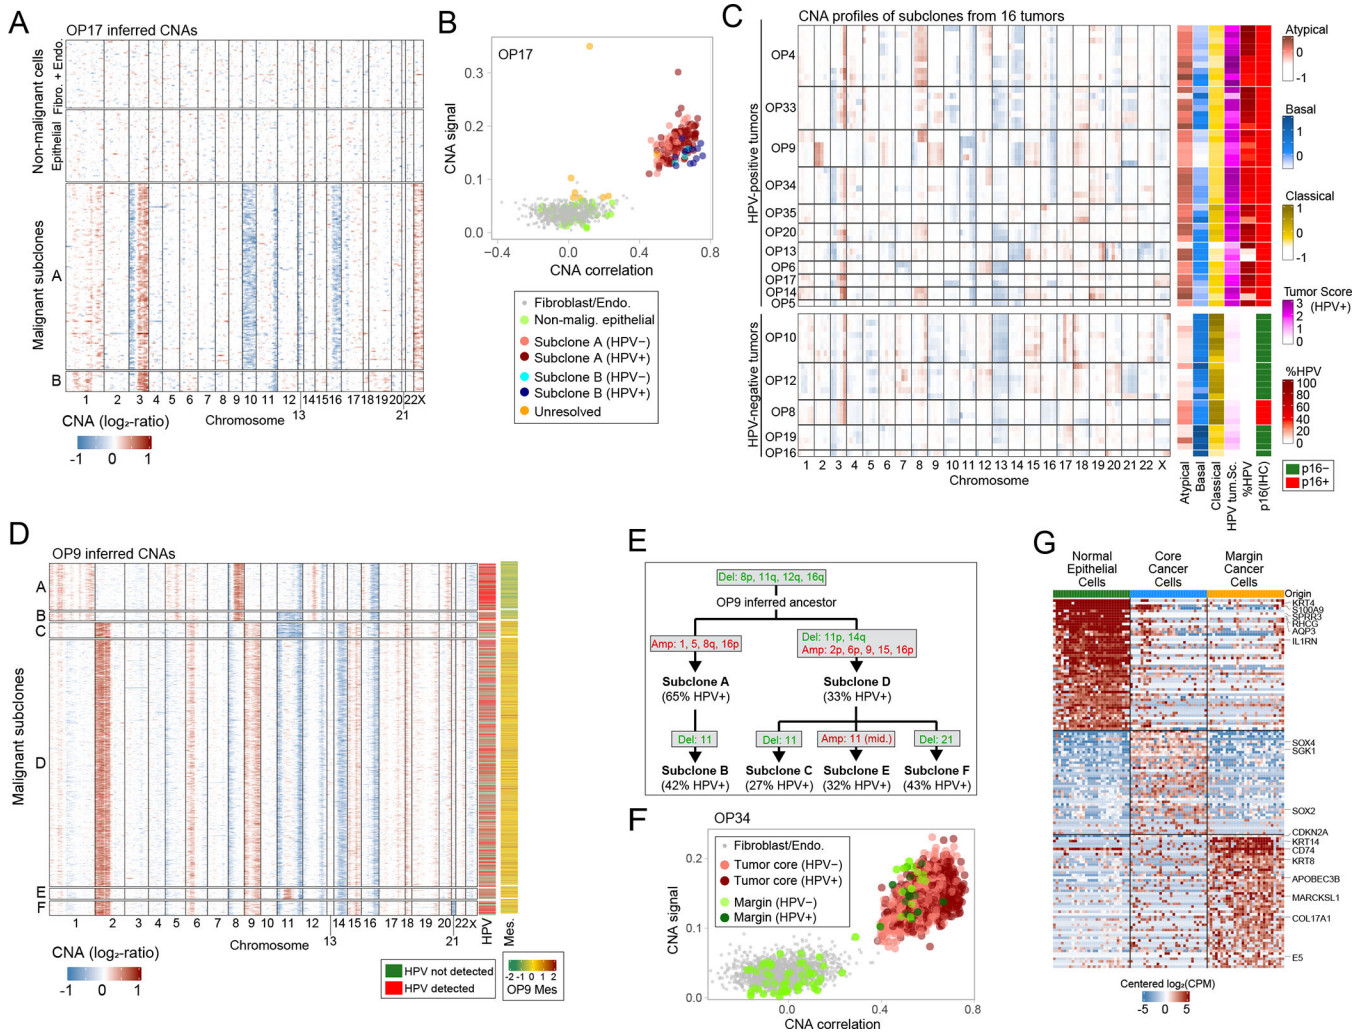 A
OP17 inferred CNAs
Non-malignant cells
Fibro. + Endo.
Epithelial
Malignant subclones
A
B
1 2 3 4 5 6 7 8 9 10 11 12 13 14 1516 17 18 19 20 21 22X
Chromosome
CNA (log₂-ratio)
-1 0 1
B
OP17
CNA signal
0.3
0.2
0.1
0.0
−0.4 0.0 0.4 0.8
CNA correlation
Fibroblast/Endo.
Non-malig. epithelial
Subclone A (HPV−)
Subclone A (HPV+)
Subclone B (HPV−)
Subclone B (HPV+)
Unresolved
C
CNA profiles of subclones from 16 tumors
HPV-positive tumors
OP4
OP33
OP9
OP34
OP35
OP20
OP13
OP6
OP17
OP14
OP5
HPV-negative tumors
OP10
OP12
OP8
OP19
OP16
1 2 3 4 5 6 7 8 9 10 11 12 13 14 15 16 17 18 19 20 21 22 X
Chromosome
Atypical
Basal
Classical
HPV tum.Sc.
%HPV
p16(IHC)
Atypical
1
0
-1
Basal
1
0
-1
Classical
1
0
-1
Tumor Score
(HPV+)
3
2
1
0
%HPV
100
80
60
40
20
0
p16−
p16+
D
OP9 inferred CNAs
Malignant subclones
A
B
C
D
E
F
1 2 3 4 5 6 7 8 9 10 11 12 13 14 15 16 17 18 19 20 21 22X
Chromosome
HPV
Mes.
CNA (log₂-ratio)
-1 0 1
HPV not detected
HPV detected
-2 -1 0 1 2
OP9 Mes
E
Del: 8p, 11q, 12q, 16q
OP9 inferred ancestor
Amp: 1, 5, 8q, 16p
Del: 11p, 14q
Amp: 2p, 6p, 9, 15, 16p
Subclone A
(65% HPV+)
Subclone D
(33% HPV+)
Del: 11
Del: 11
Amp: 11 (mid.)
Del: 21
Subclone B
(42% HPV+)
Subclone C
(27% HPV+)
Subclone E
(32% HPV+)
Subclone F
(43% HPV+)
F
OP34
CNA signal
0.2
0.1
0.0
0.0 0.4 0.8
CNA correlation
Fibroblast/Endo.
Tumor core (HPV−)
Tumor core (HPV+)
Margin (HPV−)
Margin (HPV+)
G
Normal Epithelial Cells
Core Cancer Cells
Margin Cancer Cells
Origin
KRT4
S100A9
SPRR3
RHCG
AQP3
IL1RN
SOX4
SGK1
SOX2
CDKN2A
KRT14
CD74
KRT8
APOBEC3B
MARCKSL1
COL17A1
E5
Centered log₂(CPM)
-5 5